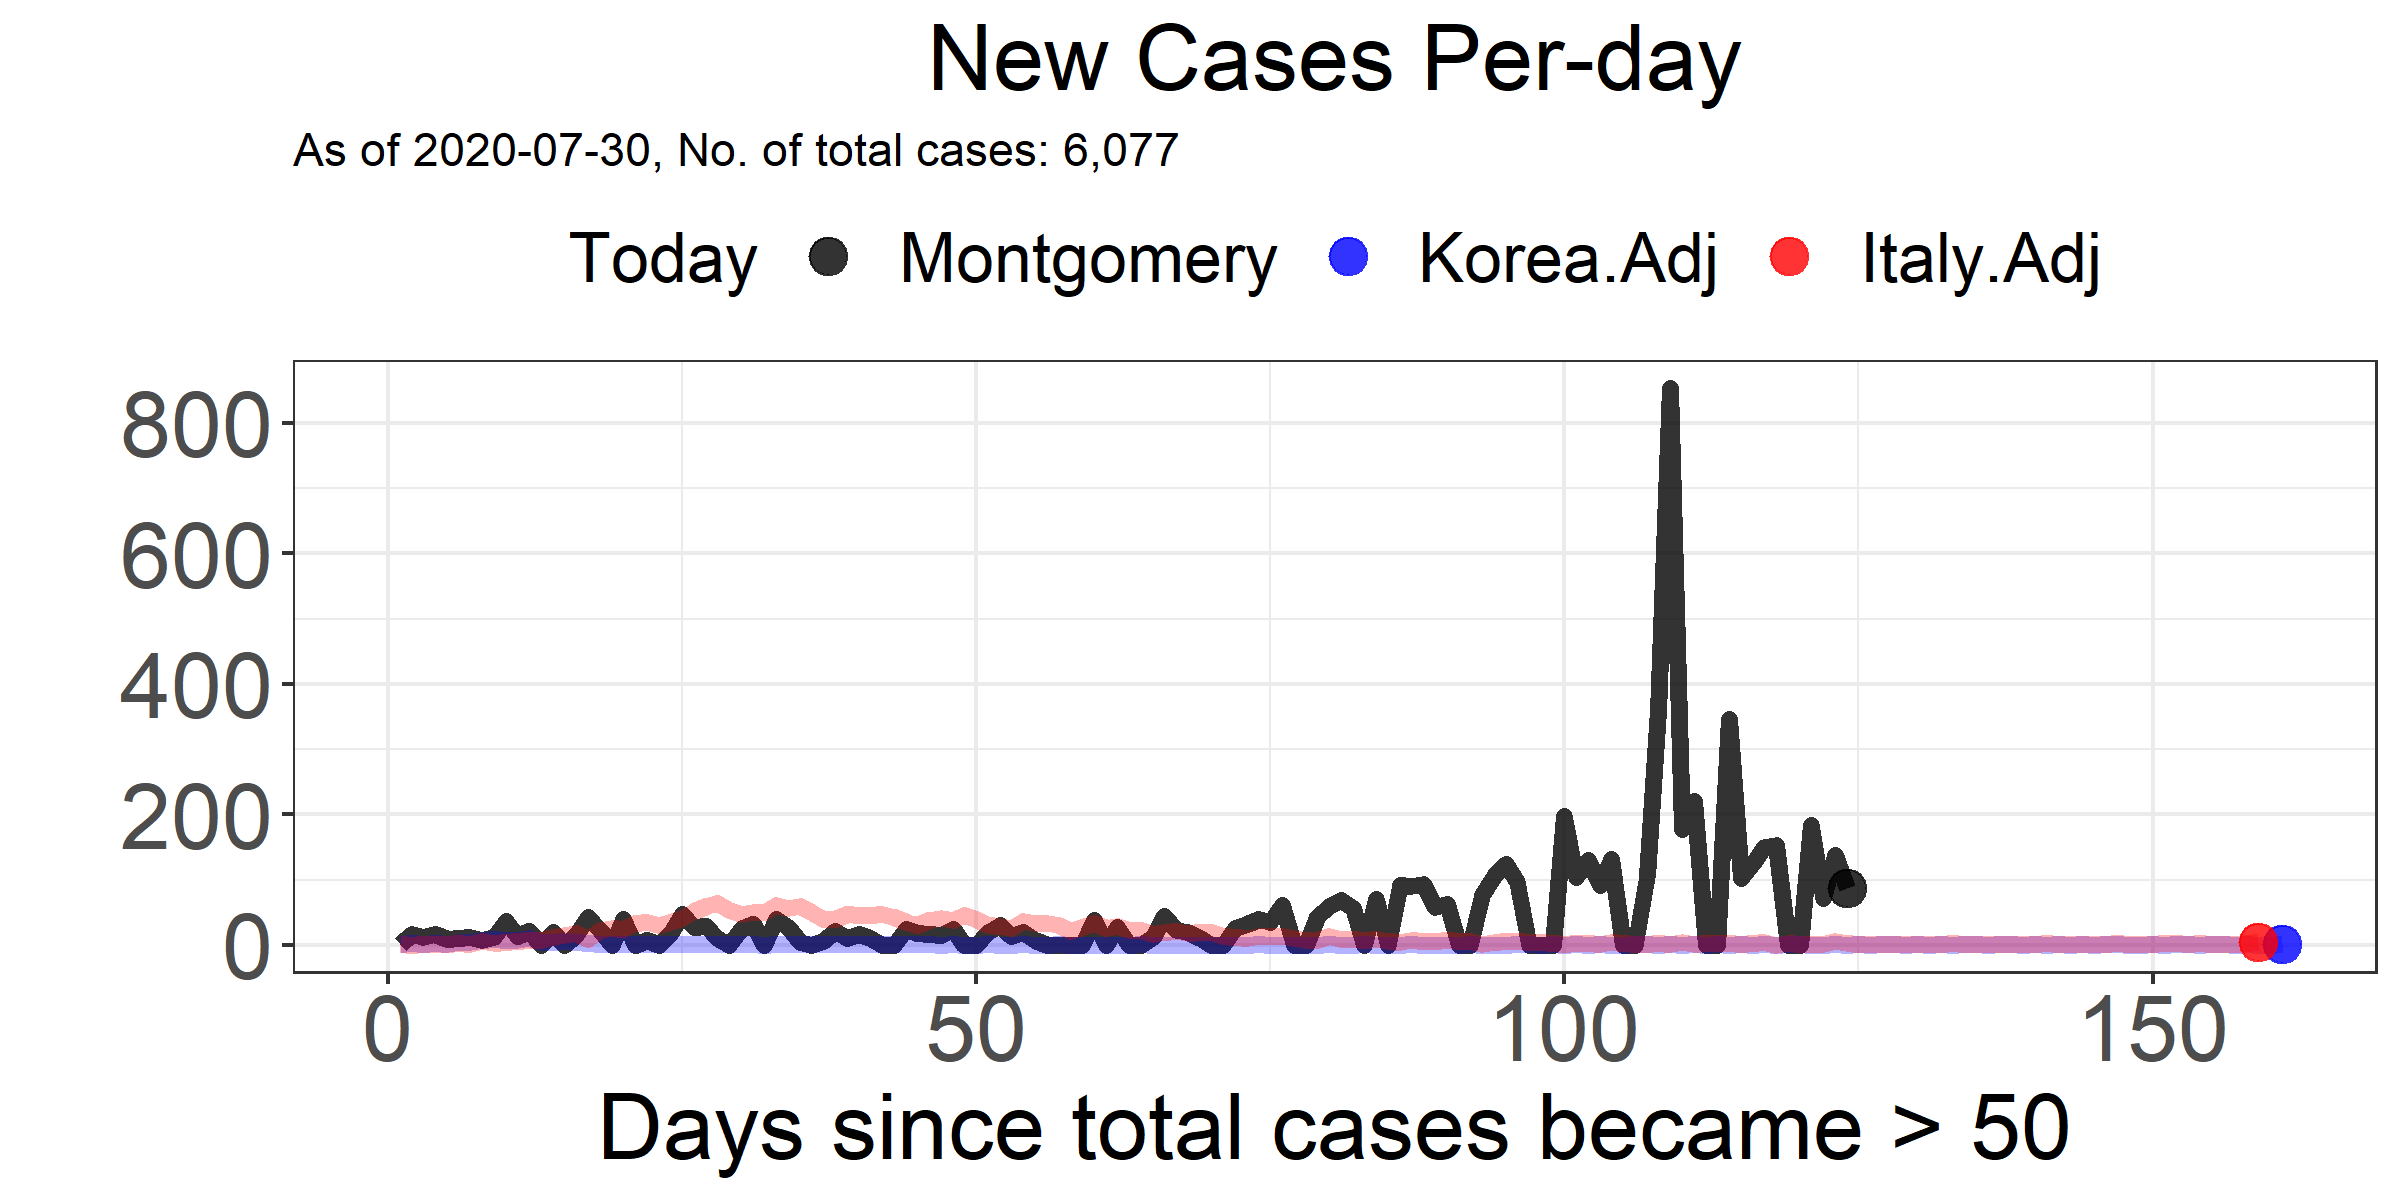 New Cases Per-day
As of 2020-07-30, No. of total cases: 6,077
Today Montgomery Korea.Adj Italy.Adj
800
600
400
200
0
0 50 100 150
Days since total cases became > 50